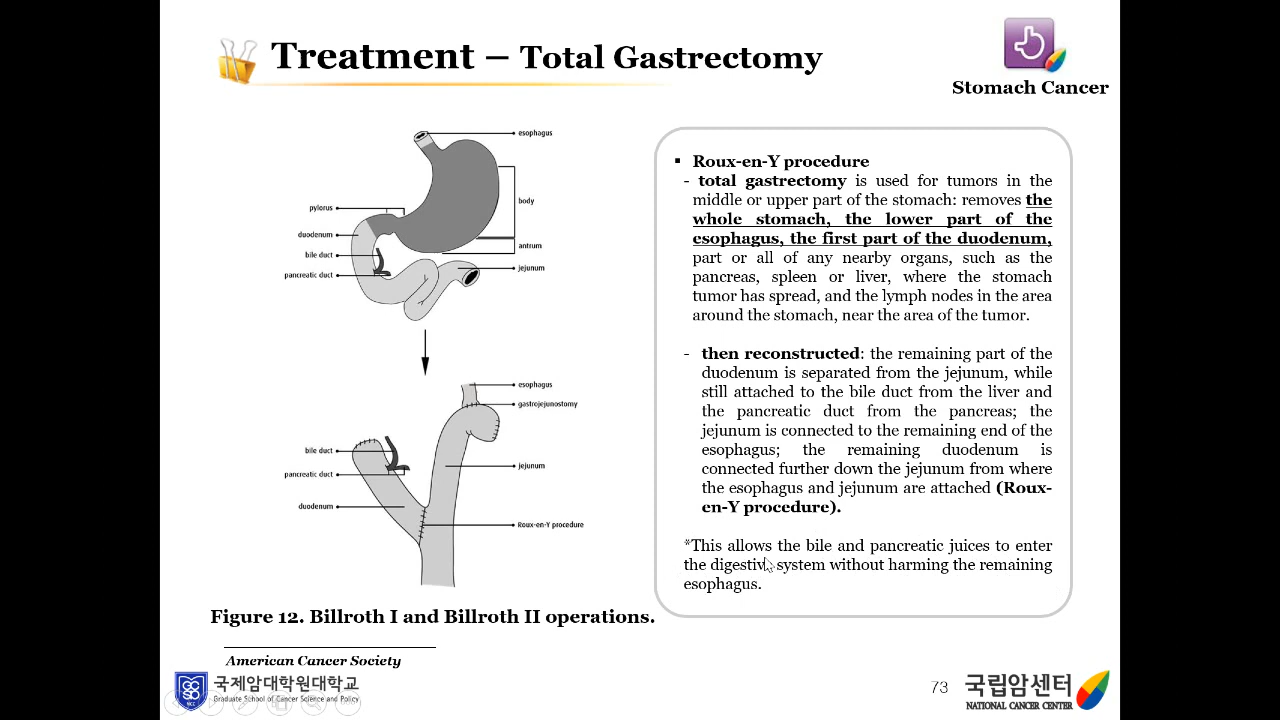 Treatment – Total Gastrectomy
Stomach Cancer
esophagus
body
pylorus
duodenum
antrum
bile duct
jejunum
pancreatic duct
esophagus
gastrojejunostomy
bile duct
jejunum
pancreatic duct
duodenum
Roux-en-Y procedure
Figure 12. Billroth I and Billroth II operations.
▪ Roux-en-Y procedure
- total gastrectomy is used for tumors in the
middle or upper part of the stomach: removes the
whole stomach, the lower part of the
esophagus, the first part of the duodenum,
part or all of any nearby organs, such as the
pancreas, spleen or liver, where the stomach
tumor has spread, and the lymph nodes in the area
around the stomach, near the area of the tumor.
- then reconstructed: the remaining part of the
duodenum is separated from the jejunum, while
still attached to the bile duct from the liver and
the pancreatic duct from the pancreas; the
jejunum is connected to the remaining end of the
esophagus; the remaining duodenum is
connected further down the jejunum from where
the esophagus and jejunum are attached (Roux-
en-Y procedure).
*This allows the bile and pancreatic juices to enter
the digestive system without harming the remaining
esophagus.
American Cancer Society
국제암대학원대학교
Graduate School of Cancer Science and Policy
73
국립암센터
NATIONAL CANCER CENTER